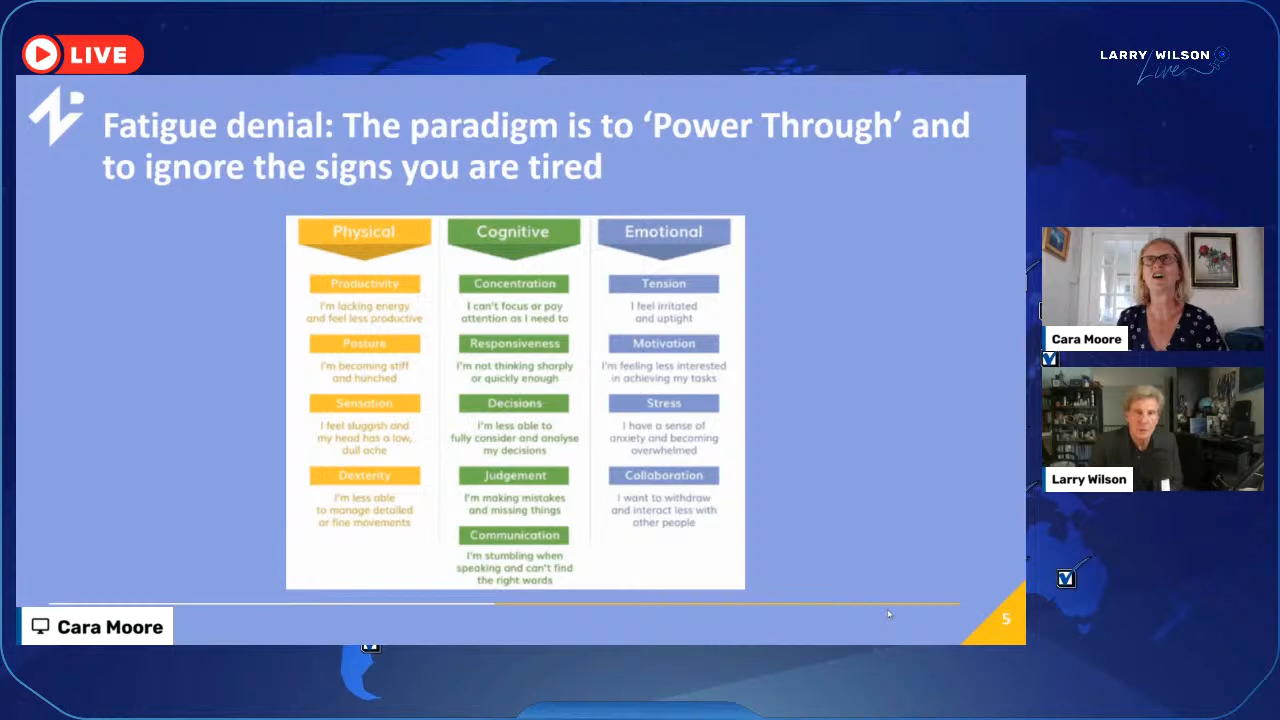 LIVE
LARRY WILSON
Live
Fatigue denial: The paradigm is to ‘Power Through’ and
to ignore the signs you are tired
Physical
Productivity
I'm lacking energy
and feel less productive
Posture
I'm becoming stiff
and hunched
Sensation
I feel sluggish and
my head has a low,
dull ache
Dexterity
I'm less able
to manage detailed
or fine movements
Cognitive
Concentration
I can't focus or pay
attention as I need to
Responsiveness
I'm not thinking sharply
or quickly enough
Decisions
I'm less able to
fully consider and analyse
my decisions
Judgement
I'm making mistakes
and missing things
Communication
I'm stumbling when
speaking and can't find
the right words
Emotional
Tension
I feel irritated
and uptight
Motivation
I'm feeling less interested
in achieving my tasks
Stress
I have a sense of
anxiety and becoming
overwhelmed
Collaboration
I want to withdraw
and interact less with
other people
5
Cara Moore
Cara Moore
Larry Wilson